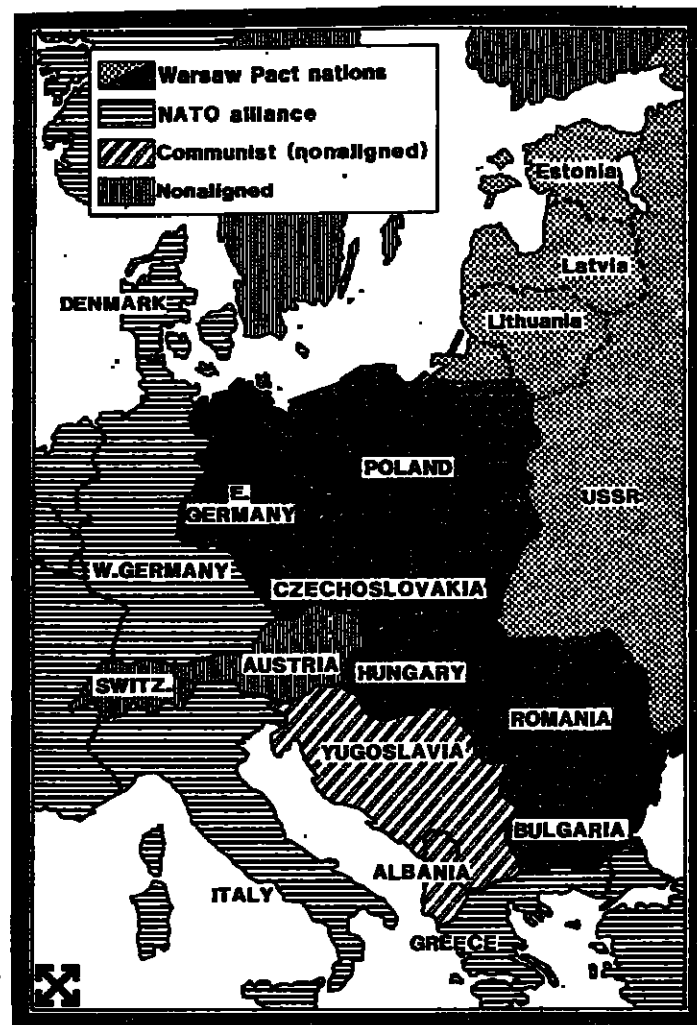 Warsaw Pact nations
NATO alliance
Communist (nonaligned)
Nonaligned
Estonia
Latvia
DENMARK
Lithuania
POLAND
E.
GERMANY
USSR
W.GERMANY
CZECHOSLOVAKIA
AUSTRIA
HUNGARY
SWITZ.
ROMANIA
YUGOSLAVIA
BULGARIA
ALBANIA
ITALY
GREECE